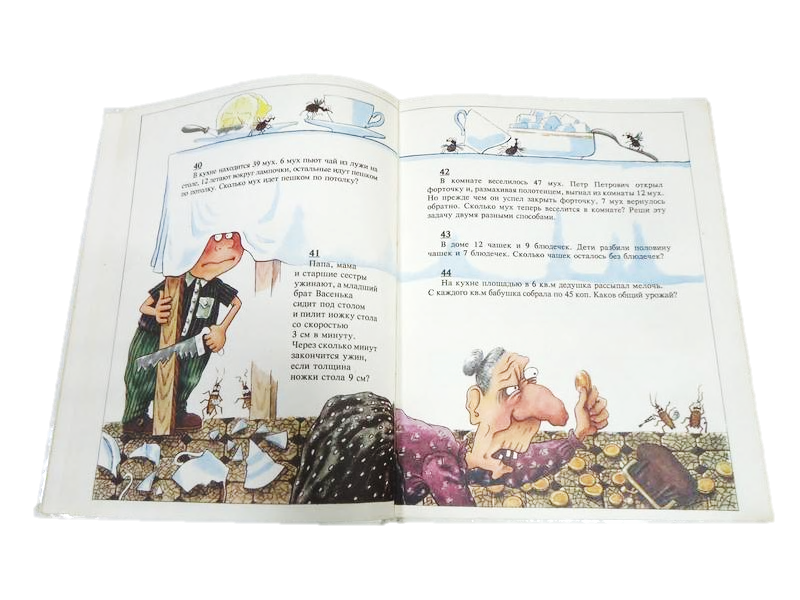 40
В кухне находится 39 мух. 6 мух пьют чай из лужи на
столе, 12 летают вокруг лампочки, остальные идут пешком
по потолку. Сколько мух идет пешком по потолку?
41
Папа, мама
и старшие сестры
ужинают, а младший
брат Васенька
сидит под столом
и пилит ножку стола
со скоростью
3 см в минуту.
Через сколько минут
закончится ужин,
если толщина
ножки стола 9 см?
42
В комнате веселилось 47 мух. Петр Петрович открыл
форточку и, размахивая полотенцем, выгнал из комнаты 12 мух.
Но прежде чем он успел закрыть форточку, 7 мух вернулось
обратно. Сколько мух теперь веселится в комнате? Реши эту
задачу двумя разными способами.
43
В доме 12 чашек и 9 блюдечек. Дети разбили половину
чашек и 7 блюдечек. Сколько чашек осталось без блюдечек?
44
На кухне площадью в 6 кв.м дедушка рассыпал мелочь.
С каждого кв.м бабушка собрала по 45 коп. Каков общий урожай?